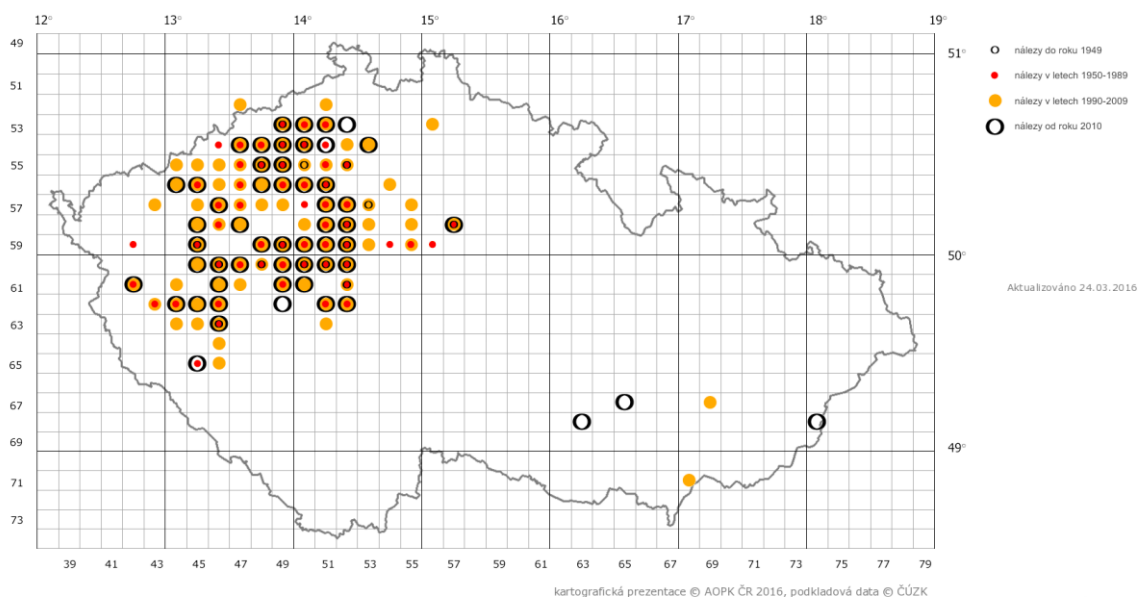 12° 13° 14° 15° 16° 17° 18° 19°
49
51°
nálezy do roku 1949
51
nálezy v letech 1950-1989
nálezy v letech 1990-2009
53
nálezy od roku 2010
55
57
59
50°
61
Aktualizováno 24.03.2016
63
65
67
69
49°
71
73
39 41 43 45 47 49 51 53 55 57 59 61 63 65 67 69 71 73 75 77 79
kartografická prezentace © AOPK ČR 2016, podkladová data © ČÚZK